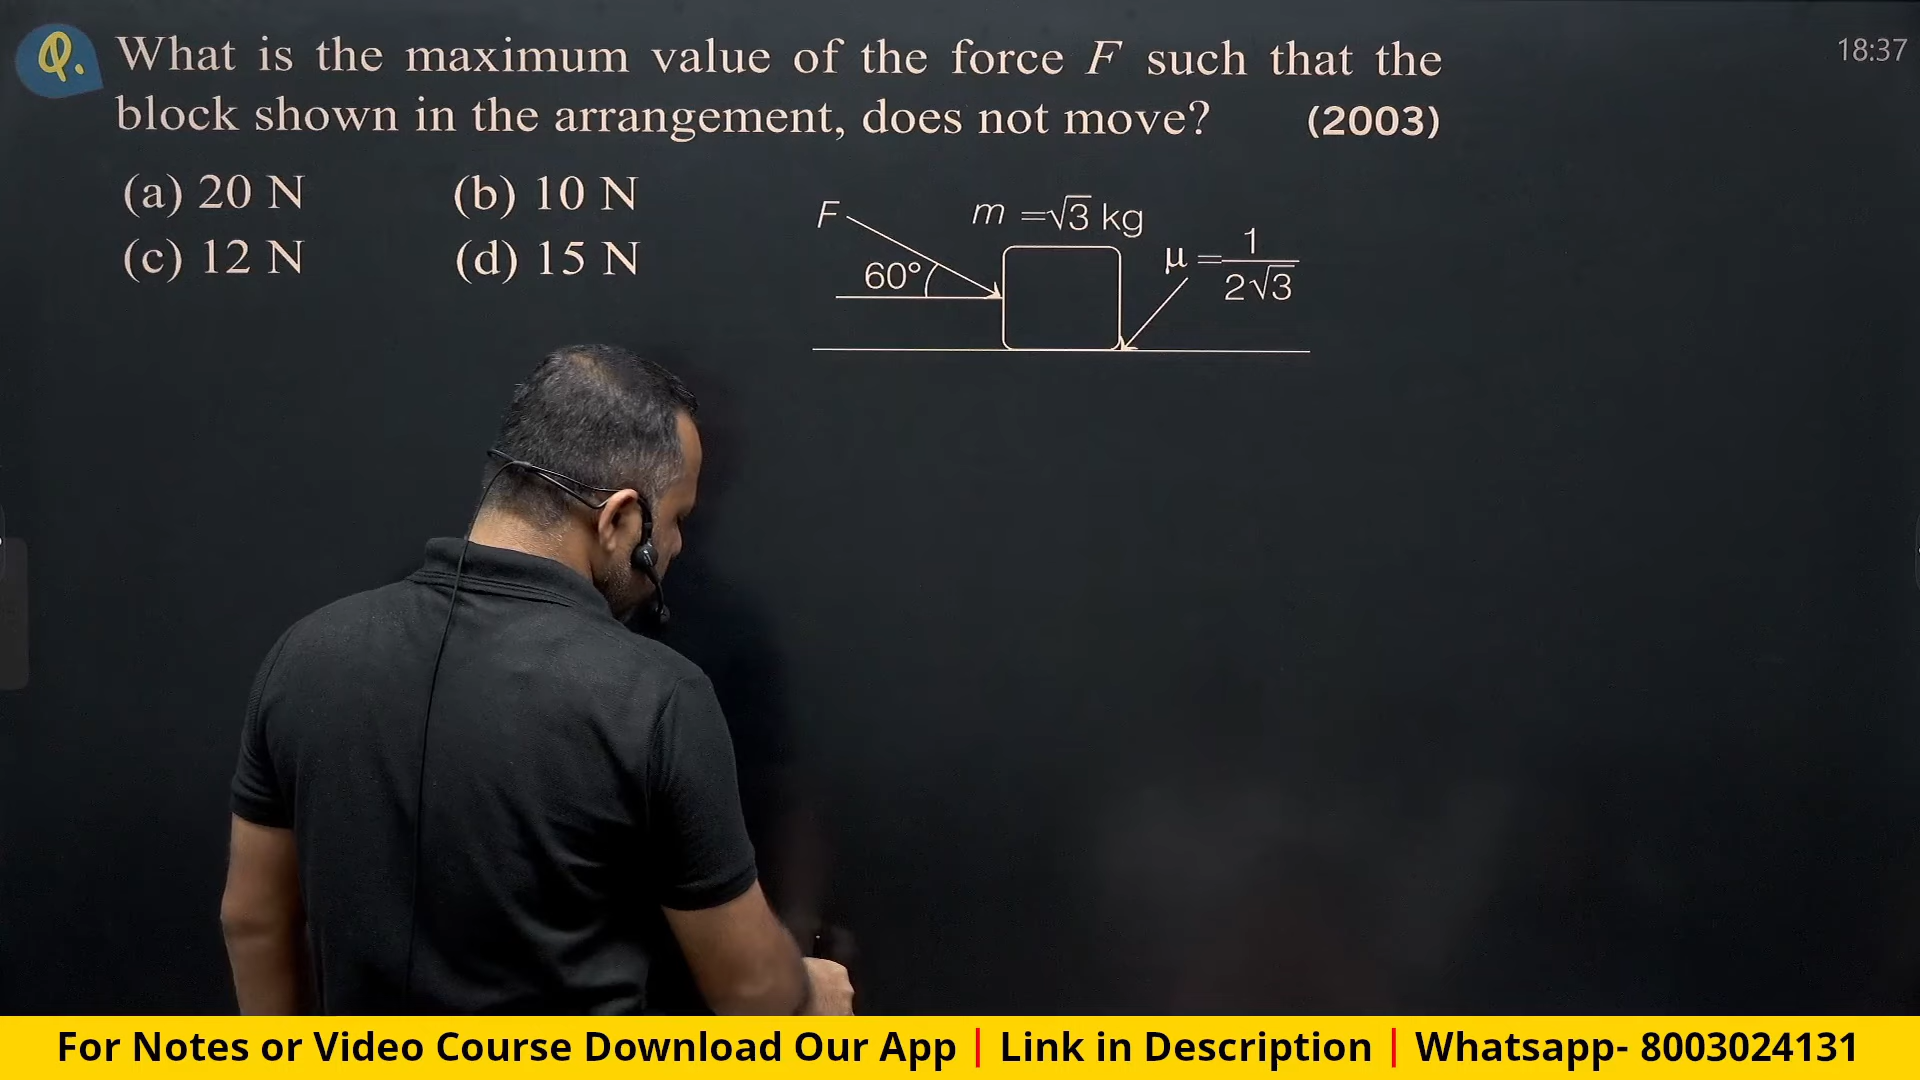 Q. What is the maximum value of the force F such that the
block shown in the arrangement, does not move? (2003)
(a) 20 N (b) 10 N
(c) 12 N (d) 15 N
F
m = √3 kg
60°
μ = 1/2√3
18:37
For Notes or Video Course Download Our App | Link in Description | Whatsapp- 8003024131